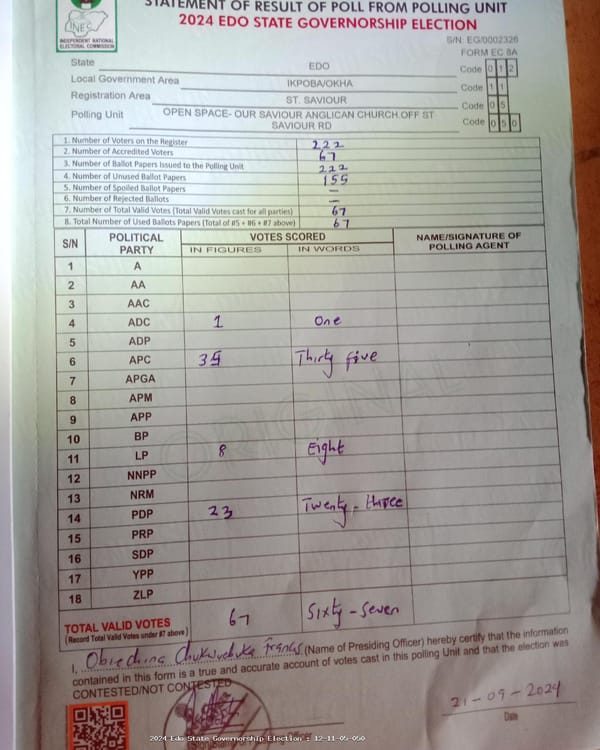 STATEMENT OF RESULT OF POLL FROM POLLING UNIT
2024 EDO STATE GOVERNORSHIP ELECTION
INEC
INDEPENDENT NATIONAL
ELECTORAL COMMISSION
S/N: EG/0002326
FORM EC 8A
State EDO Code 0 1 2
Local Government Area IKPOBA/OKHA Code 1 1
Registration Area ST. SAVIOUR Code 0 5
Polling Unit OPEN SPACE- OUR SAVIOUR ANGLICAN CHURCH OFF ST SAVIOUR RD Code 0 5 0
1. Number of Voters on the Register 222
2. Number of Accredited Voters 67
3. Number of Ballot Papers Issued to the Polling Unit 222
4. Number of Unused Ballot Papers 155
5. Number of Spoiled Ballot Papers –
6. Number of Rejected Ballots –
7. Number of Total Valid Votes (Total Valid Votes cast for all parties) 67
8. Total Number of Used Ballots Papers (Total of #5 + #6 + #7 above) 67
S/N POLITICAL PARTY VOTES SCORED NAME/SIGNATURE OF POLLING AGENT
IN FIGURES IN WORDS
1 A
2 AA
3 AAC
4 ADC 1 One
5 ADP
6 APC 35 Thirty five
7 APGA
8 APM
9 APP
10 BP
11 LP 8 Eight
12 NNPP
13 NRM
14 PDP 23 Twenty-three
15 PRP
16 SDP
17 YPP
18 ZLP
TOTAL VALID VOTES 67 Sixty-Seven
(Record Total Valid Votes under #7 above)
ORIGINAL
I, Obiechina Chukwuchuka Francis (Name of Presiding Officer) hereby certify that the information
contained in this form is a true and accurate account of votes cast in this polling Unit and that the election was
CONTESTED/NOT CONTESTED
21-09-2024
Date
2024 Edo State Governorship Election : 12-11-05-050